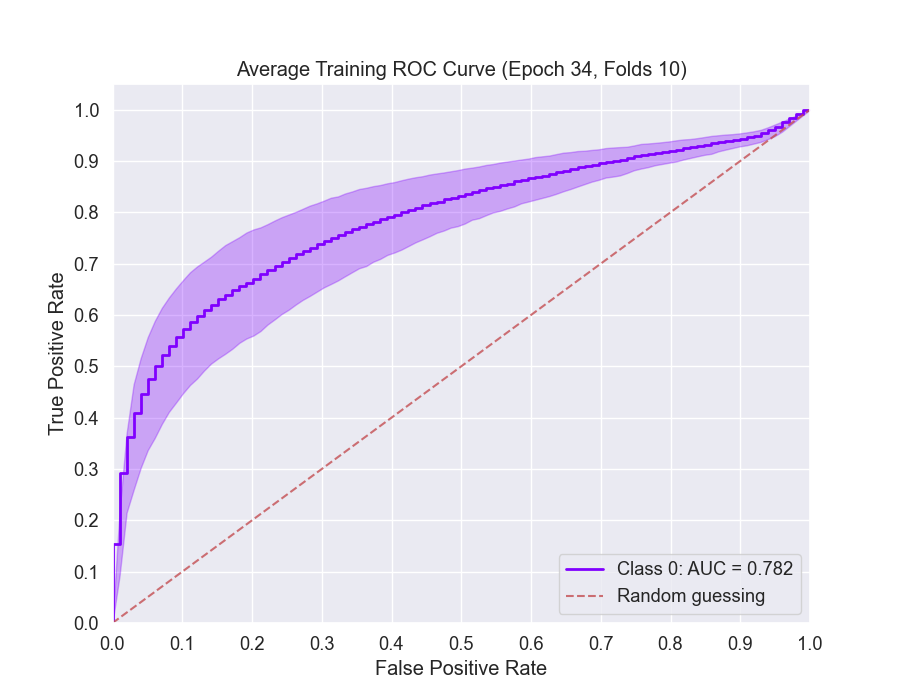 Average Training ROC Curve (Epoch 34, Folds 10)
True Positive Rate
1.0
0.9
0.8
0.7
0.6
0.5
0.4
0.3
0.2
0.1
0.0
Class 0: AUC = 0.782
Random guessing
0.0 0.1 0.2 0.3 0.4 0.5 0.6 0.7 0.8 0.9 1.0
False Positive Rate